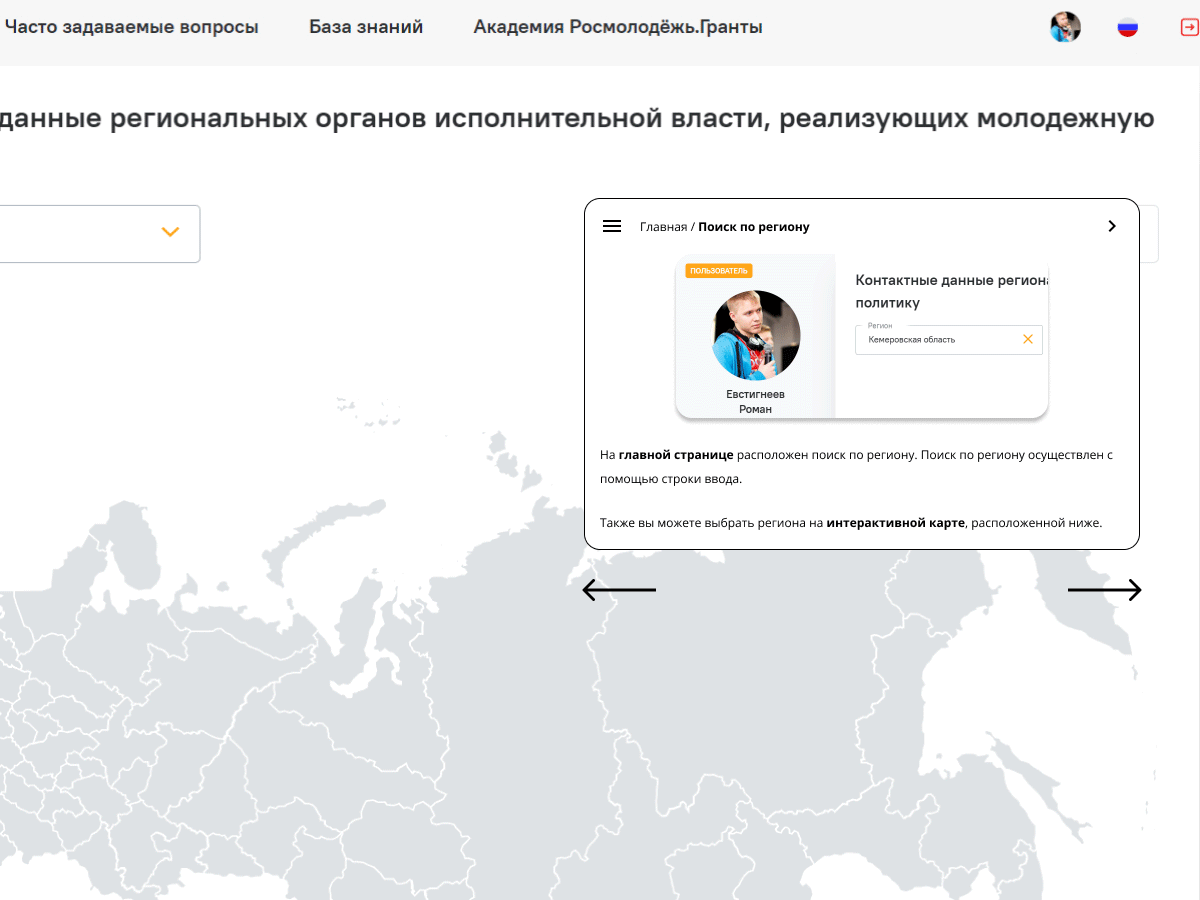 Часто задаваемые вопросы База знаний Академия Росмолодёжь.Гранты
данные региональных органов исполнительной власти, реализующих молодежную
Главная / Поиск по региону
ПОЛЬЗОВАТЕЛЬ
Евстигнеев
Роман
Контактные данные региона
политику
Регион
Кемеровская область
На главной странице расположен поиск по региону. Поиск по региону осуществлен с
помощью строки ввода.
Также вы можете выбрать региона на интерактивной карте, расположенной ниже.